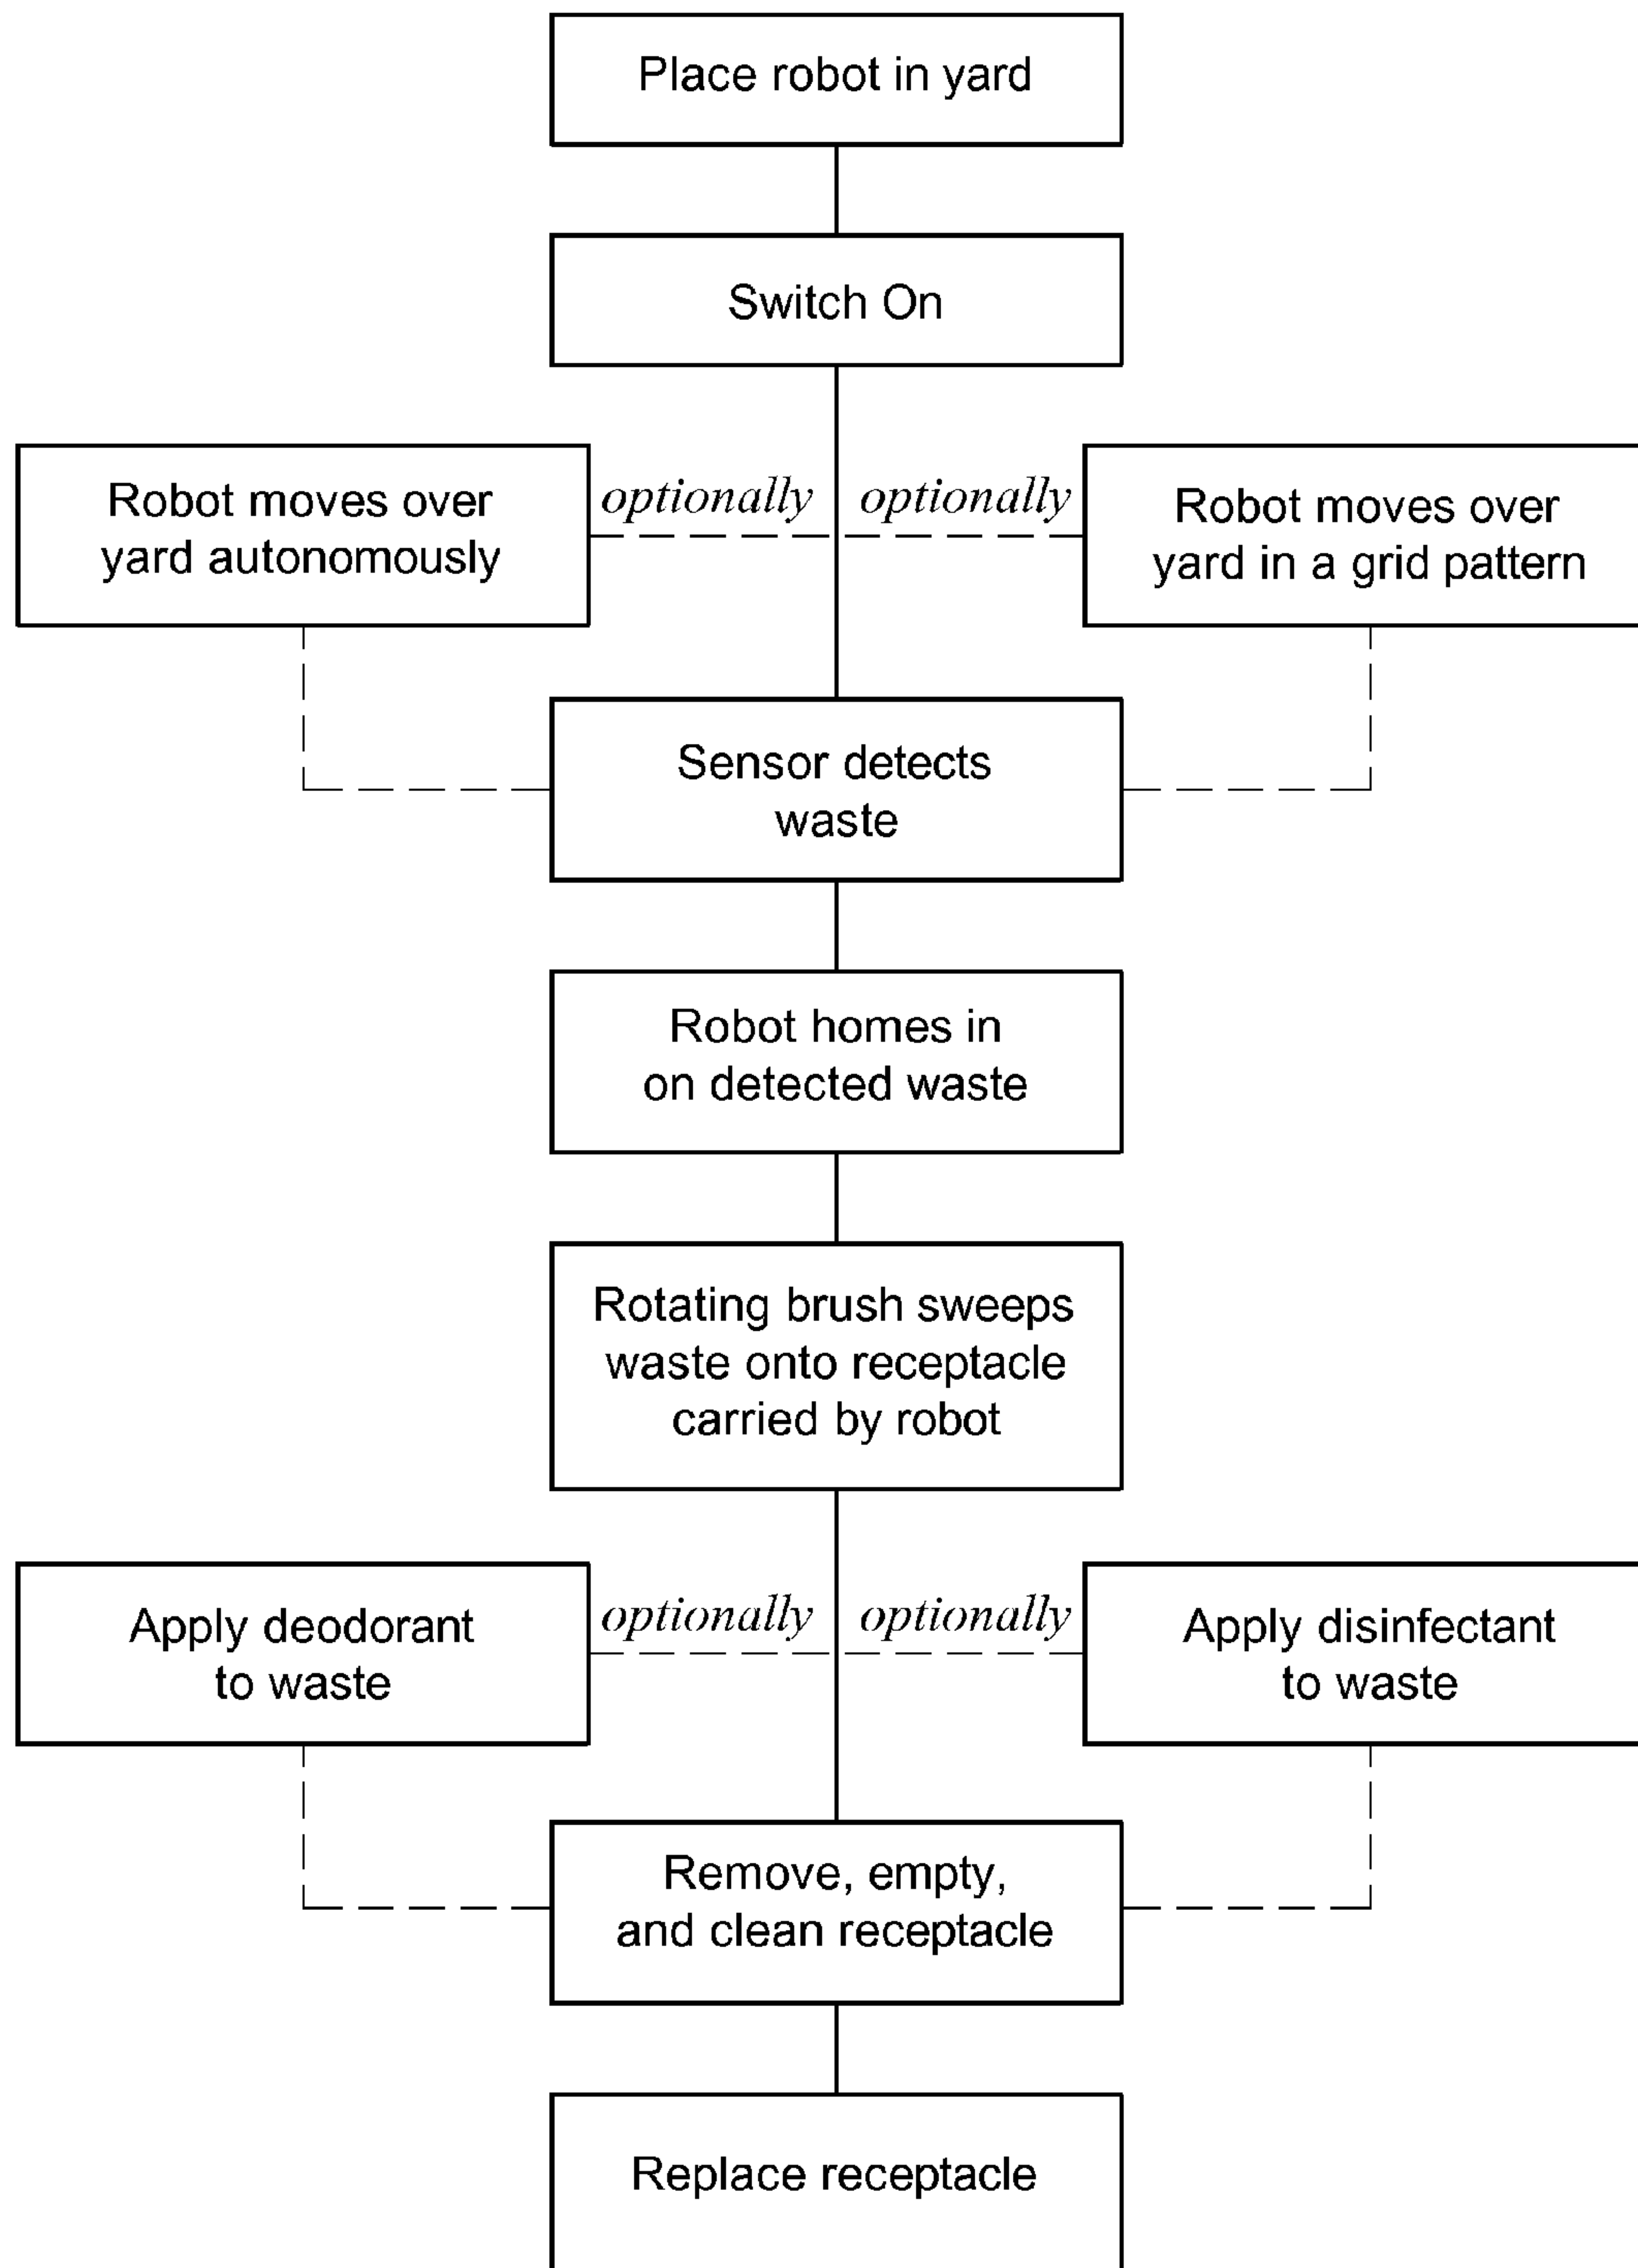 Place robot in yard
Switch On
Robot moves over
yard autonomously
optionally
optionally
Robot moves over
yard in a grid pattern
Sensor detects
waste
Robot homes in
on detected waste
Rotating brush sweeps
waste onto receptacle
carried by robot
Apply deodorant
to waste
optionally
optionally
Apply disinfectant
to waste
Remove, empty,
and clean receptacle
Replace receptacle